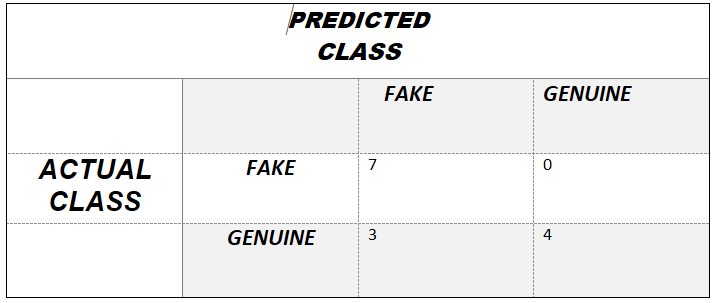 PREDICTED
CLASS
FAKE GENUINE
ACTUAL
CLASS
FAKE 7 0
GENUINE 3 4